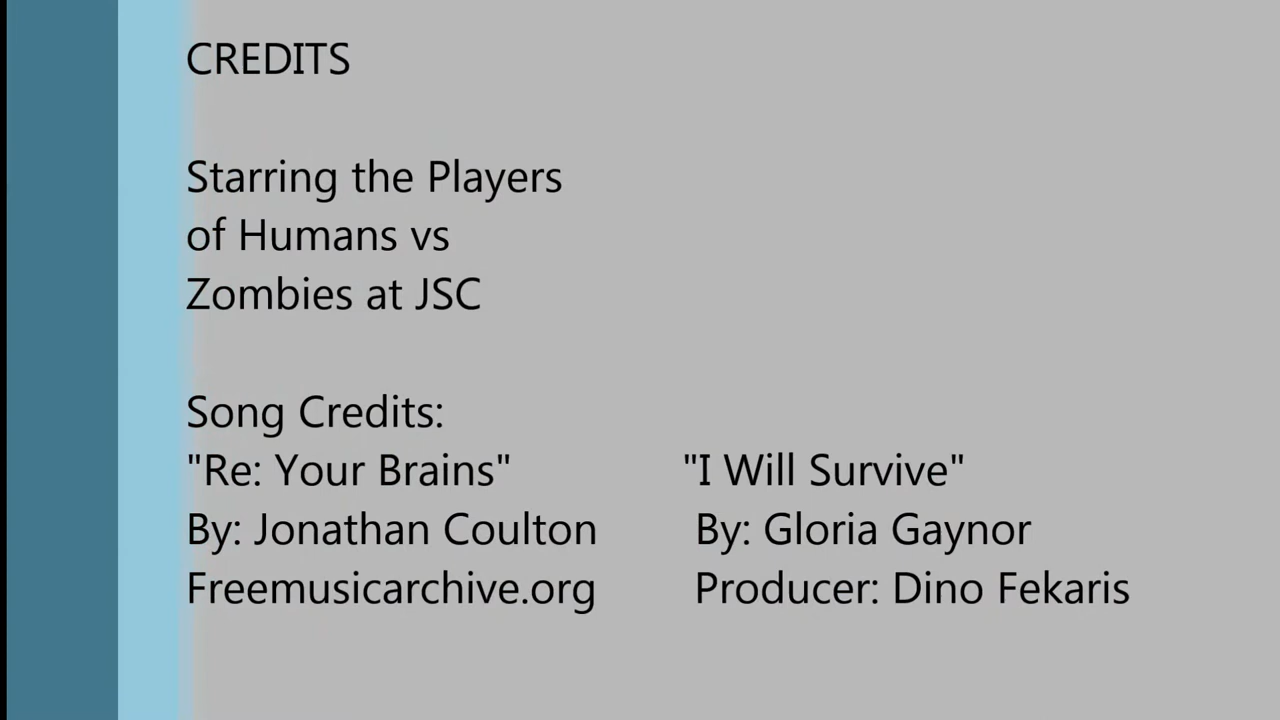 CREDITS
Starring the Players
of Humans vs
Zombies at JSC
Song Credits:
"Re: Your Brains" "I Will Survive"
By: Jonathan Coulton By: Gloria Gaynor
Freemusicarchive.org Producer: Dino Fekaris